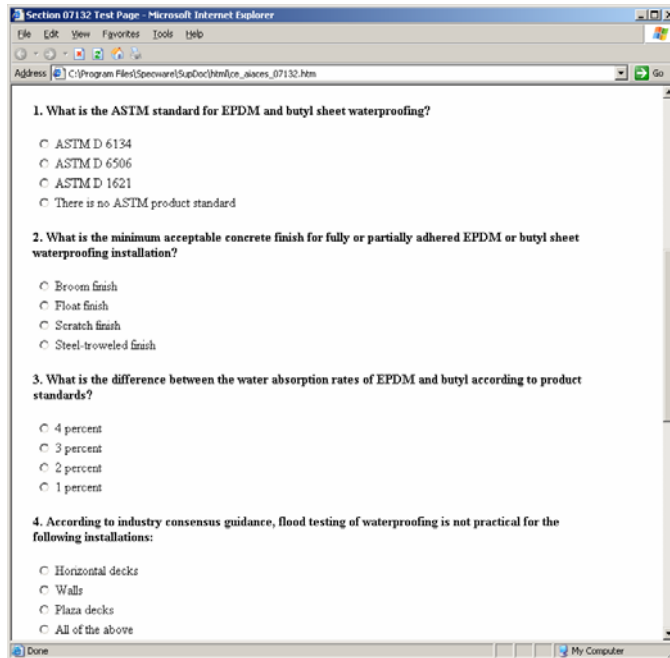 Section 07132 Test Page - Microsoft Internet Explorer
File Edit View Favorites Tools Help
Address C:\Program Files\Specware\SupDoc\html\ce_aiaces_07132.htm Go
1. What is the ASTM standard for EPDM and butyl sheet waterproofing?
ASTM D 6134
ASTM D 6506
ASTM D 1621
There is no ASTM product standard
2. What is the minimum acceptable concrete finish for fully or partially adhered EPDM or butyl sheet
waterproofing installation?
Broom finish
Float finish
Scratch finish
Steel-troweled finish
3. What is the difference between the water absorption rates of EPDM and butyl according to product
standards?
4 percent
3 percent
2 percent
1 percent
4. According to industry consensus guidance, flood testing of waterproofing is not practical for the
following installations:
Horizontal decks
Walls
Plaza decks
All of the above
Done My Computer